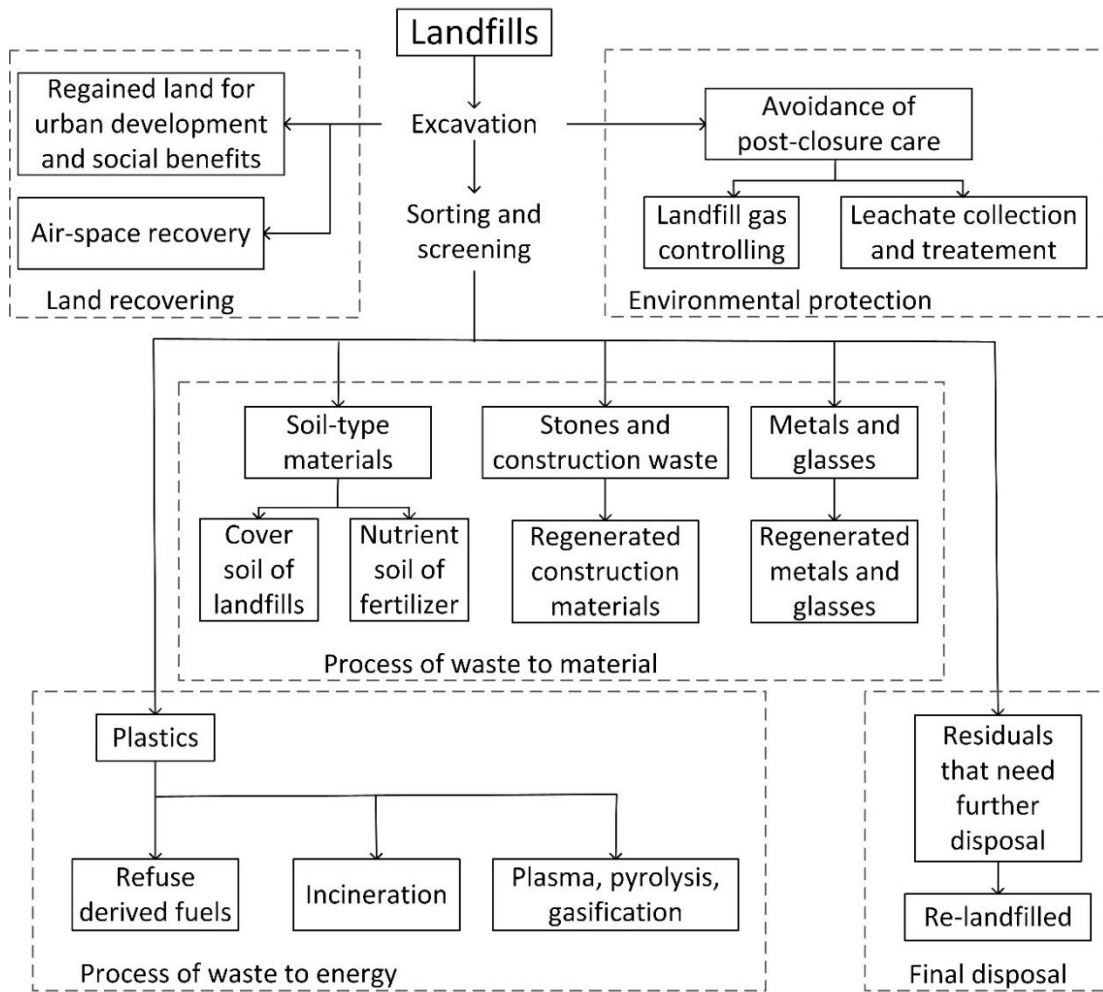 Landfills
Regained land for
urban development
and social benefits
Air-space recovery
Land recovering
Excavation
Sorting and
screening
Avoidance of
post-closure care
Landfill gas
controlling
Leachate collection
and treatement
Environmental protection
Soil-type
materials
Stones and
construction waste
Metals and
glasses
Cover
soil of
landfills
Nutrient
soil of
fertilizer
Regenerated
construction
materials
Regenerated
metals and
glasses
Process of waste to material
Plastics
Refuse
derived fuels
Incineration
Plasma, pyrolysis,
gasification
Process of waste to energy
Residuals
that need
further
disposal
Re-landfilled
Final disposal